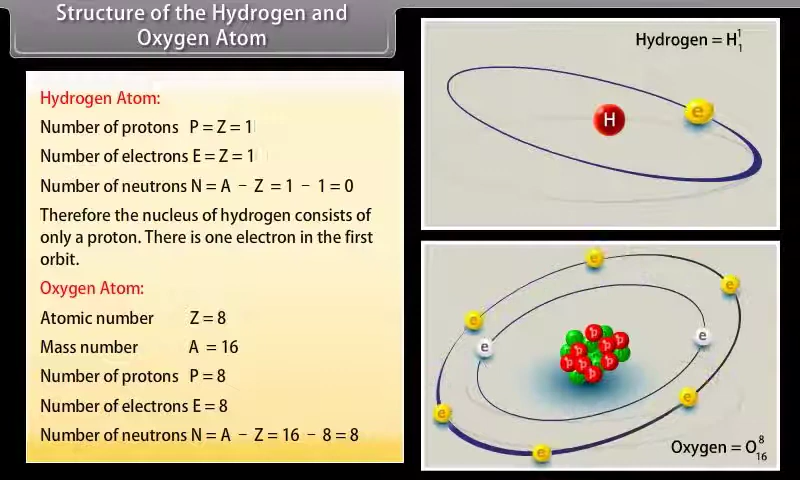 Structure of the Hydrogen and
Oxygen Atom
Hydrogen Atom:
Number of protons P = Z = 1
Number of electrons E = Z = 1
Number of neutrons N = A - Z = 1 - 1 = 0
Therefore the nucleus of hydrogen consists of
only a proton. There is one electron in the first
orbit.
Oxygen Atom:
Atomic number Z = 8
Mass number A = 16
Number of protons P = 8
Number of electrons E = 8
Number of neutrons N = A - Z = 16 - 8 = 8
Hydrogen = H¹₁
H
e
e
e
e
e
e
p
p
p
p
p
p
p
p
e
e
e
Oxygen = O⁸₁₆